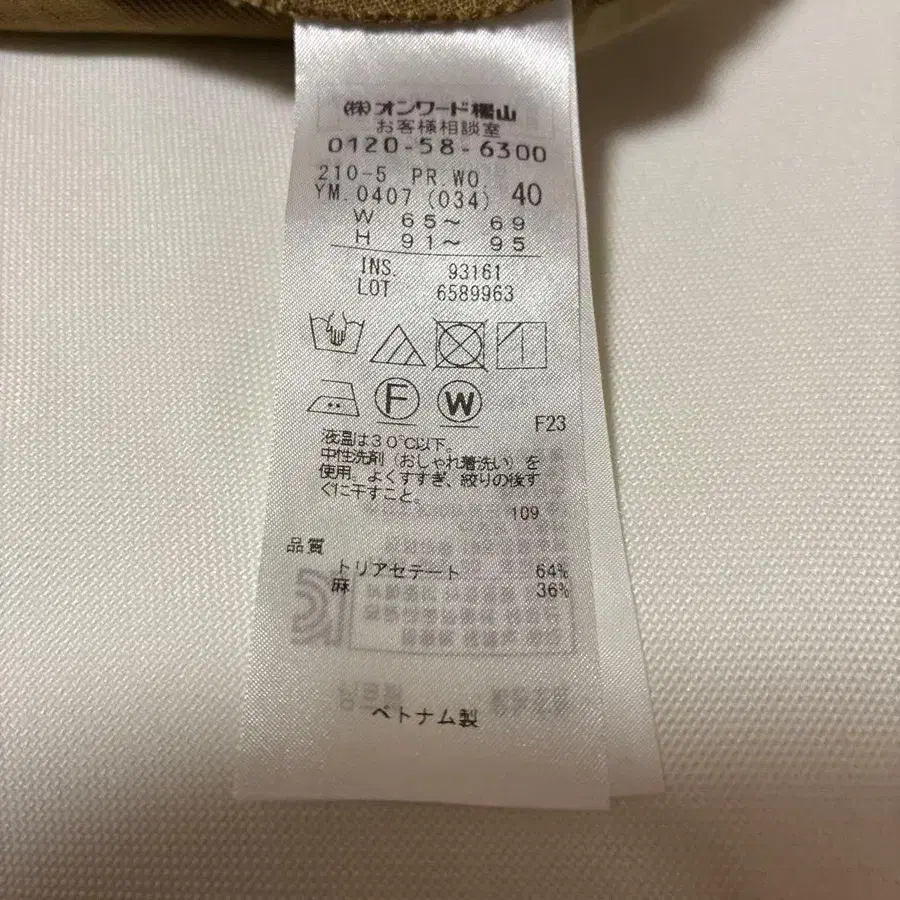 ㈱オンワード樫山
お客様相談室
0120-58-6300
210-5 PR.WO.
YM.0407 (034) 40
W 65~ 69
H 91~ 95
INS. 93161
LOT 6589963
F
W
F23
液温は30℃以下。
中性洗剤（おしゃれ着洗い）を
使用。よくすすぎ、絞りの後す
ぐに干すこと。
109
品質
トリアセテート 64%
麻 36%
ベトナム製